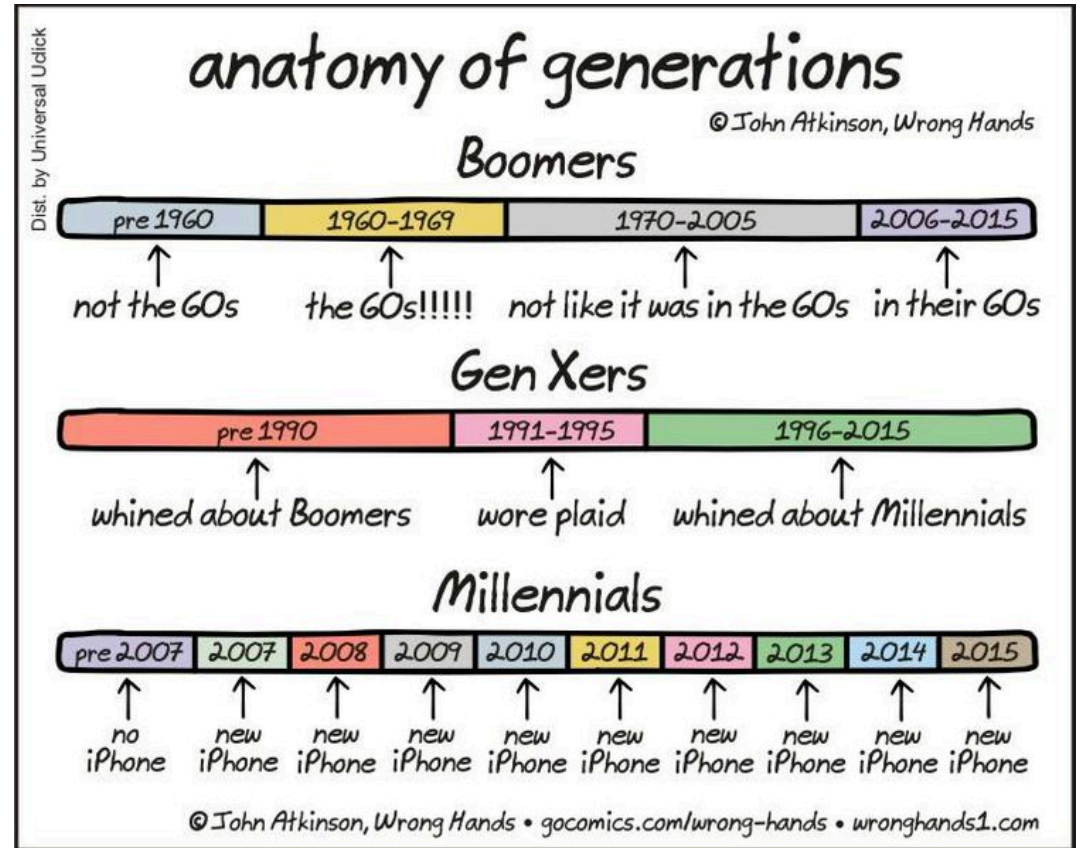 Dist. by Universal Udick
anatomy of generations
© John Atkinson, Wrong Hands
Boomers
pre 1960 1960-1969 1970-2005 2006-2015
not the 60s the 60s!!!!! not like it was in the 60s in their 60s
Gen Xers
pre 1990 1991-1995 1996-2015
whined about Boomers wore plaid whined about Millennials
Millennials
pre 2007 2007 2008 2009 2010 2011 2012 2013 2014 2015
no new new new new new new new new new
iPhone iPhone iPhone iPhone iPhone iPhone iPhone iPhone iPhone iPhone
© John Atkinson, Wrong Hands • gocomics.com/wrong-hands • wronghands1.com